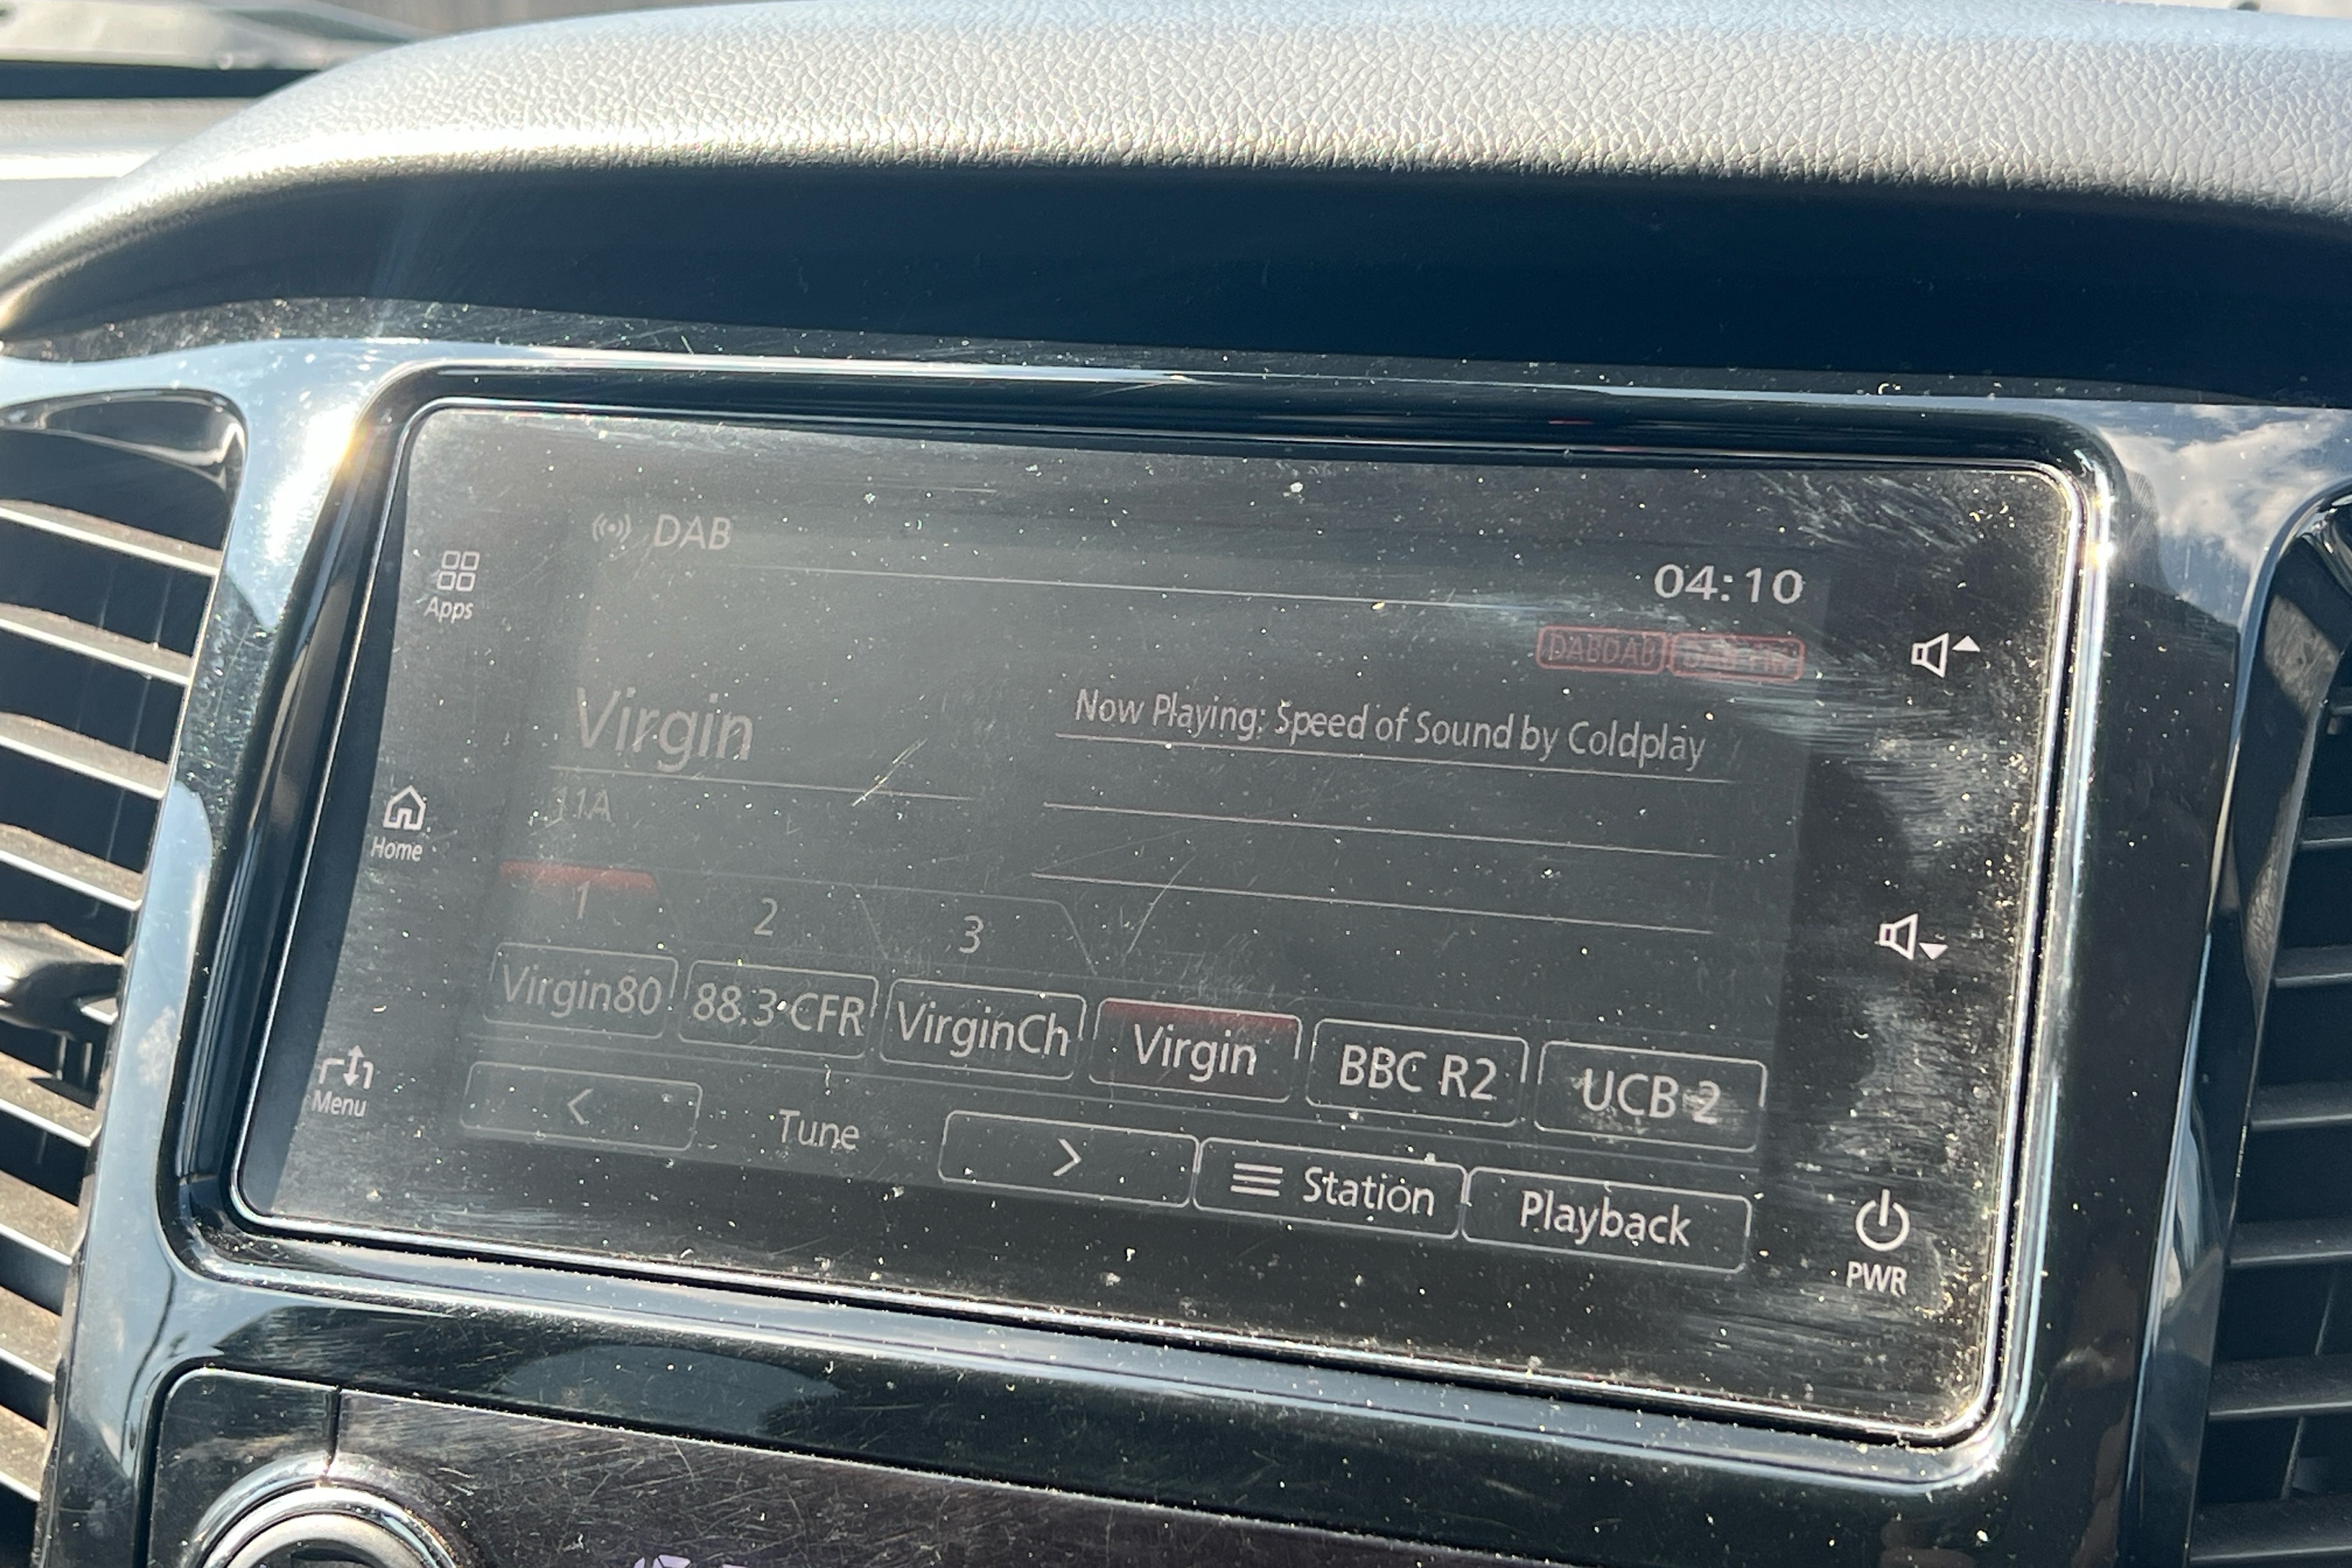 DAB
04:10
Apps
DABDAB
Virgin
Now Playing: Speed of Sound by Coldplay
11A
Home
1 2 3
Virgin80 88.3 CFR VirginCh Virgin BBC R2 UCB 2
Menu
< Tune > Station Playback
PWR